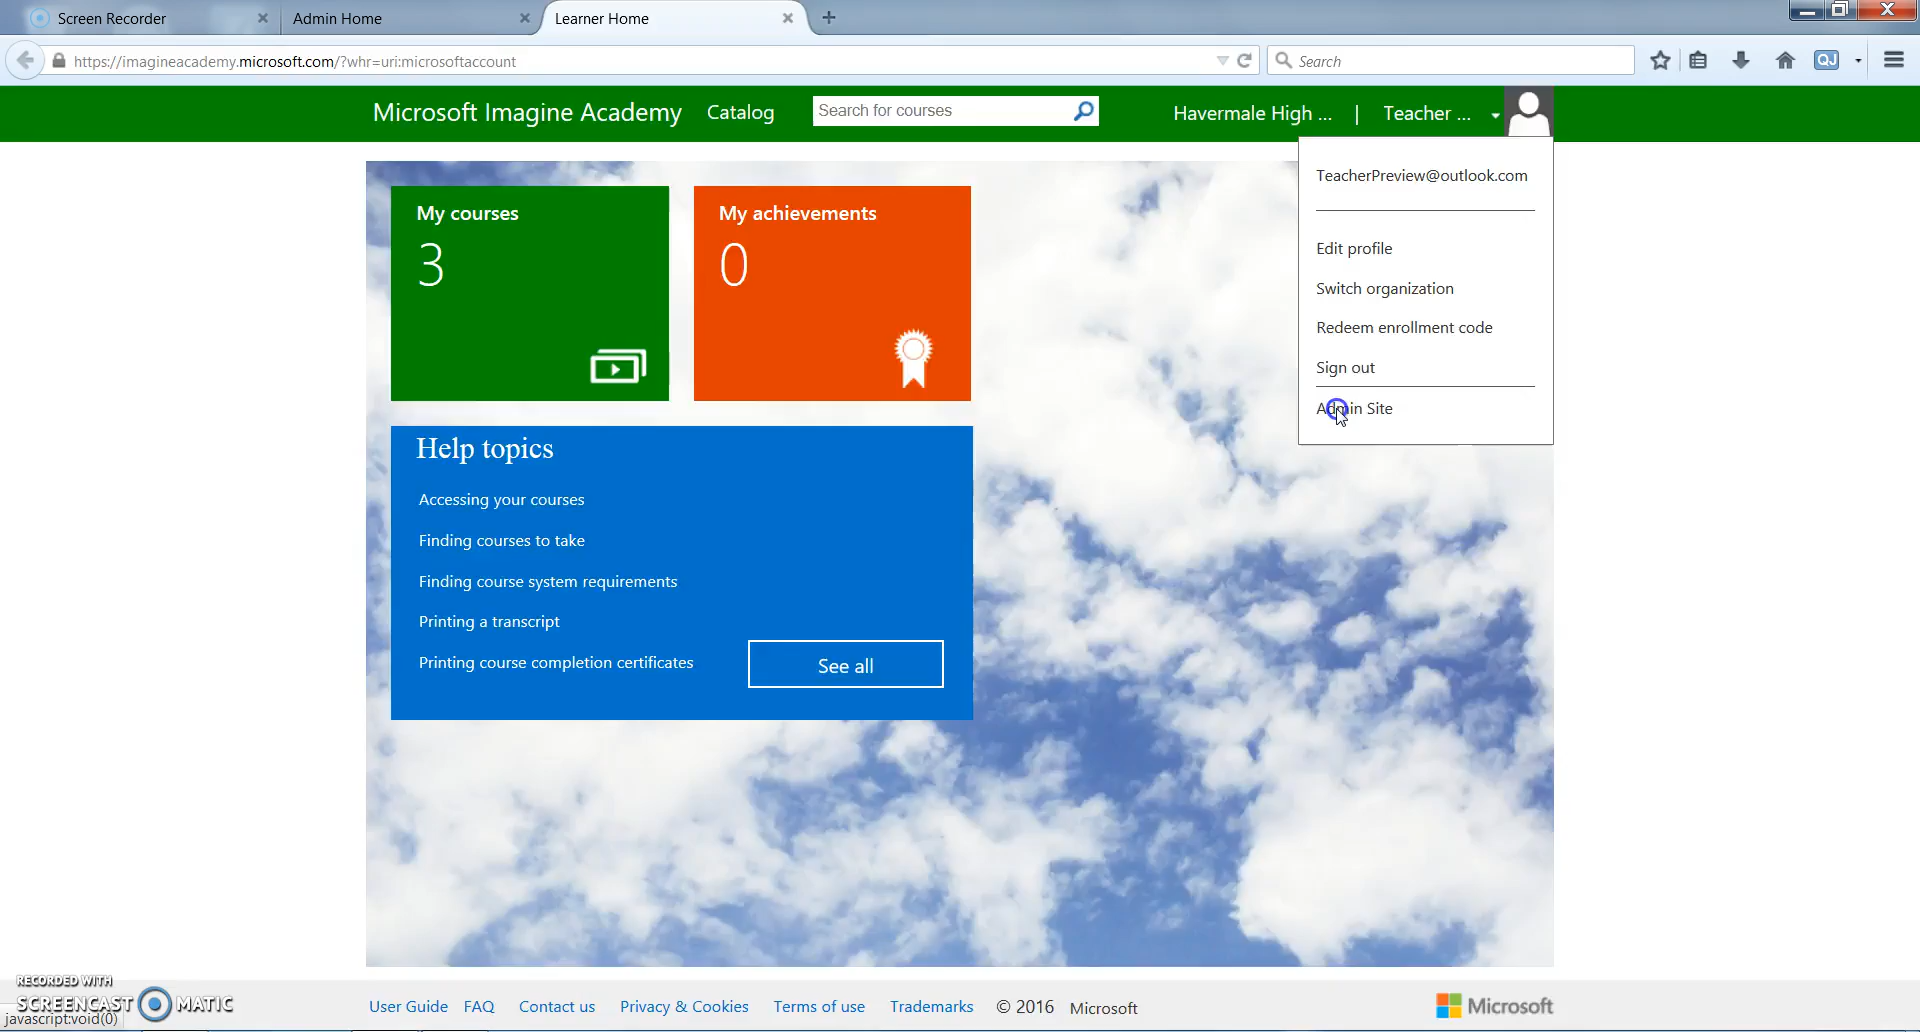 Screen Recorder
Admin Home
Learner Home
https://imagineacademy.microsoft.com/?whr=uri:microsoftaccount
Search
QJ
Microsoft Imagine Academy
Catalog
Search for courses
Havermale High ...
|
Teacher ...
TeacherPreview@outlook.com
Edit profile
Switch organization
Redeem enrollment code
Sign out
Admin Site
My courses
3
My achievements
0
Help topics
Accessing your courses
Finding courses to take
Finding course system requirements
Printing a transcript
Printing course completion certificates
See all
RECORDED WITH
SCREENCAST MATIC
javascript:void(0)
User Guide
FAQ
Contact us
Privacy & Cookies
Terms of use
Trademarks
© 2016
Microsoft
Microsoft